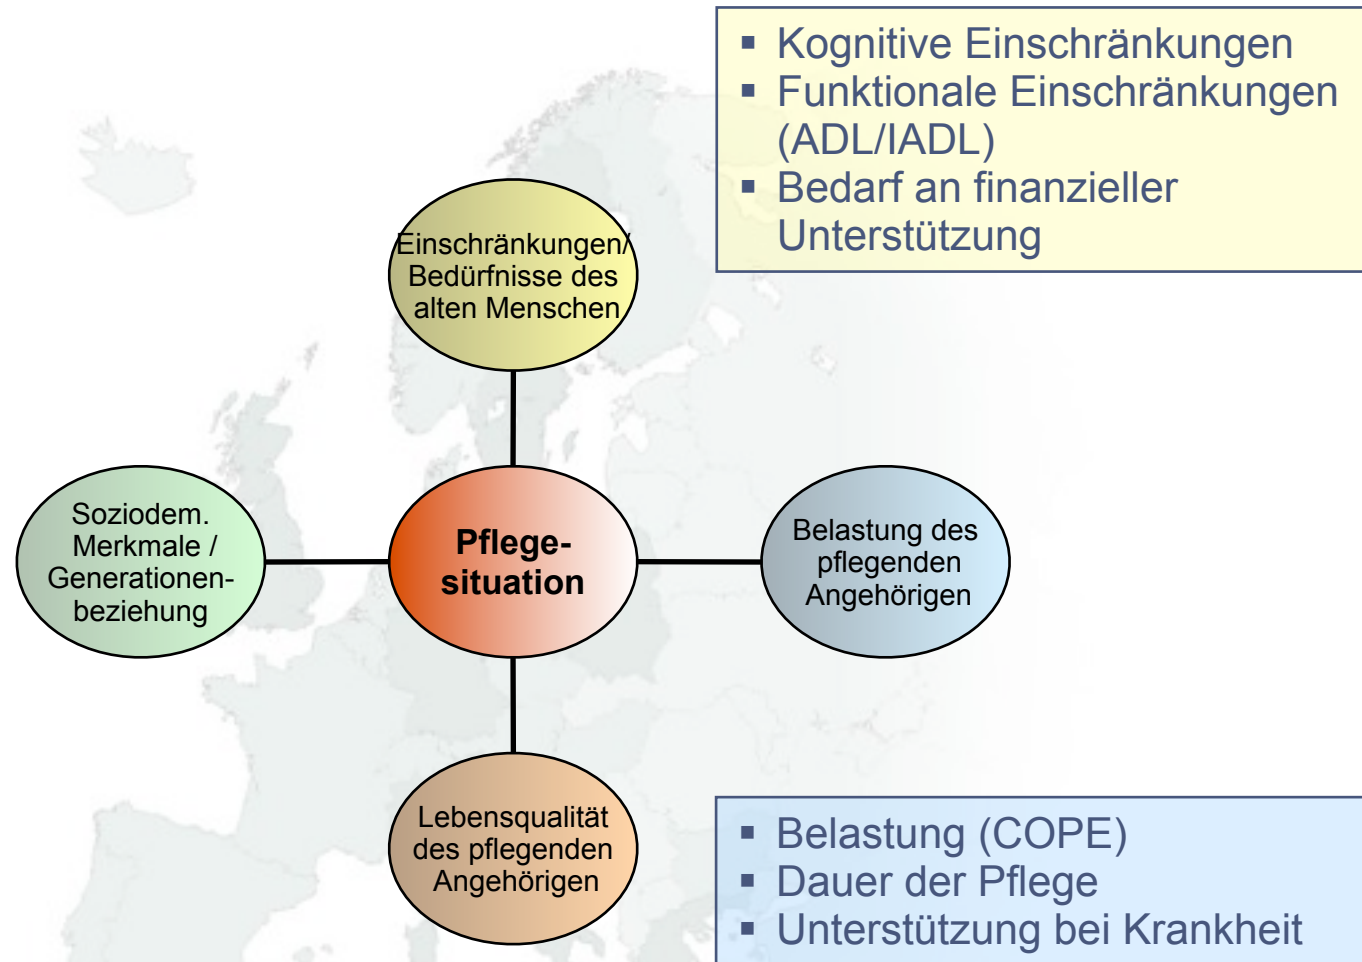 ▪ Kognitive Einschränkungen
▪ Funktionale Einschränkungen
(ADL/IADL)
▪ Bedarf an finanzieller
Unterstützung
Einschränkungen/
Bedürfnisse des
alten Menschen
Soziodem.
Merkmale /
Generationen-
beziehung
Pflege-
situation
Belastung des
pflegenden
Angehörigen
Lebensqualität
des pflegenden
Angehörigen
▪ Belastung (COPE)
▪ Dauer der Pflege
▪ Unterstützung bei Krankheit